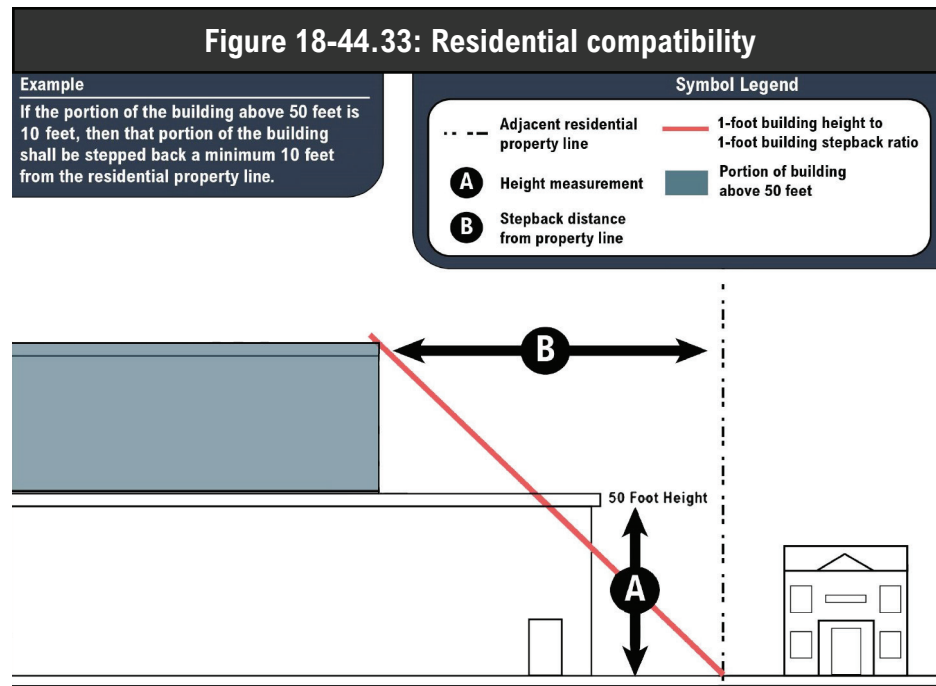 Figure 18-44.33: Residential compatibility
Example
If the portion of the building above 50 feet is
10 feet, then that portion of the building
shall be stepped back a minimum 10 feet
from the residential property line.
Symbol Legend
Adjacent residential
property line
1-foot building height to
1-foot building stepback ratio
A
Height measurement
Portion of building
above 50 feet
B
Stepback distance
from property line
B
50 Foot Height
A